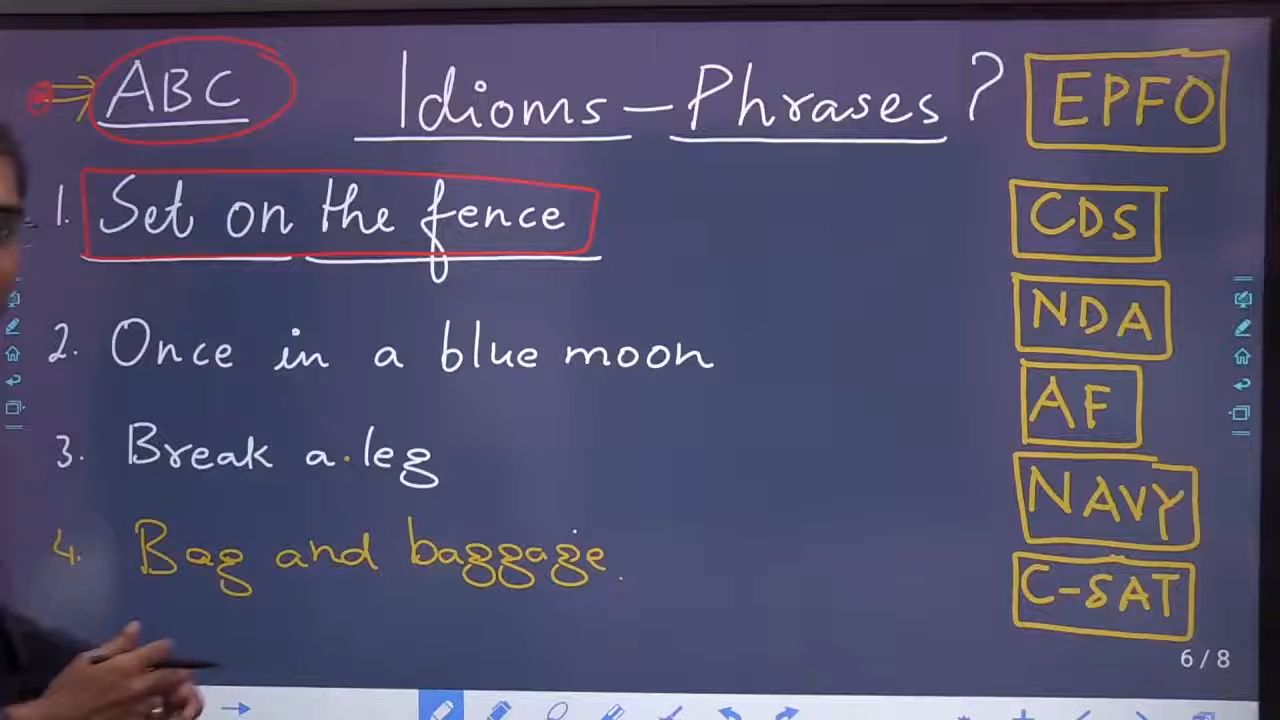 ABC Idioms - Phrases ? EPFO
1. Set on the fence
CDS
2. Once in a blue moon
NDA
AF
3. Break a leg
NAVY
4. Bag and baggage.
C-SAT
6 / 8